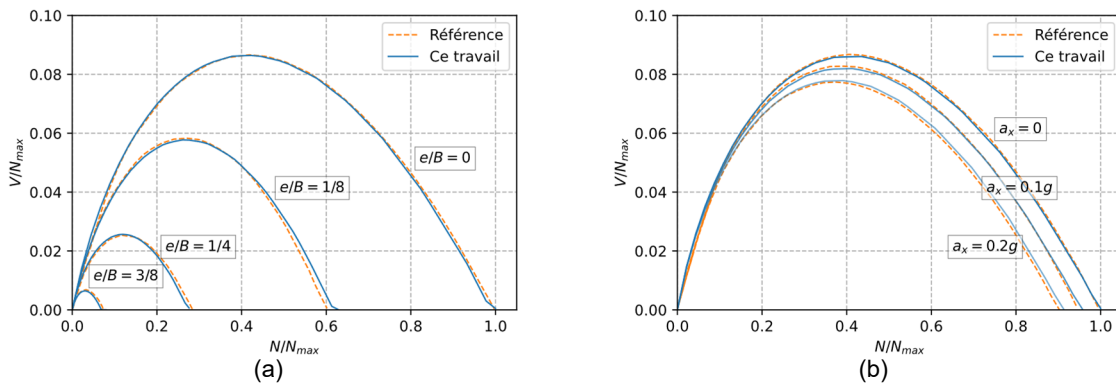 0.10
0.08
0.06
0.04
0.02
0.00
V/N_max
Référence
Ce travail
e/B = 0
e/B = 1/8
e/B = 1/4
e/B = 3/8
0.0 0.2 0.4 0.6 0.8 1.0
N/N_max
(a)
0.10
0.08
0.06
0.04
0.02
0.00
V/N_max
Référence
Ce travail
a_x = 0
a_x = 0.1g
a_x = 0.2g
0.0 0.2 0.4 0.6 0.8 1.0
N/N_max
(b)